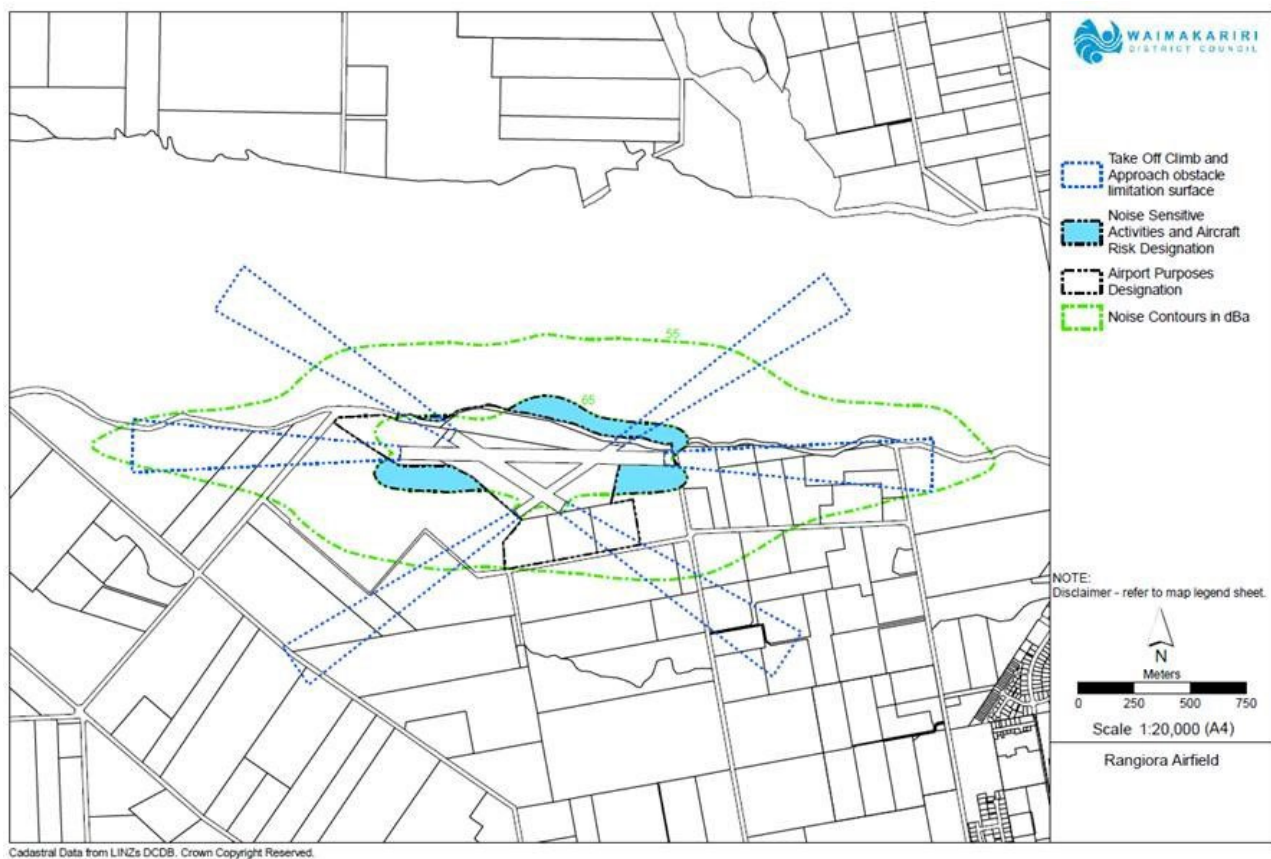 WAIMAKARIRI
DISTRICT COUNCIL
Take Off Climb and
Approach obstacle
limitation surface
Noise Sensitive
Activities and Aircraft
Risk Designation
Airport Purposes
Designation
Noise Contours in dBa
55
65
NOTE:
Disclaimer - refer to map legend sheet.
N
Meters
0 250 500 750
Scale 1:20,000 (A4)
Rangiora Airfield
Cadastral Data from LINZs DCDB. Crown Copyright Reserved.